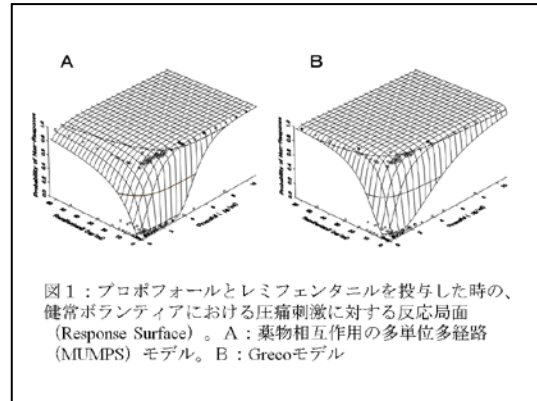 A
B
Probability of Non-Response
図１：プロポフォールとレミフェンタニルを投与した時の、
健常ボランティアにおける圧痛刺激に対する反応局面
（Response Surface）。A：薬物相互作用の多単位多経路
（MUMPS）モデル。B：Grecoモデル